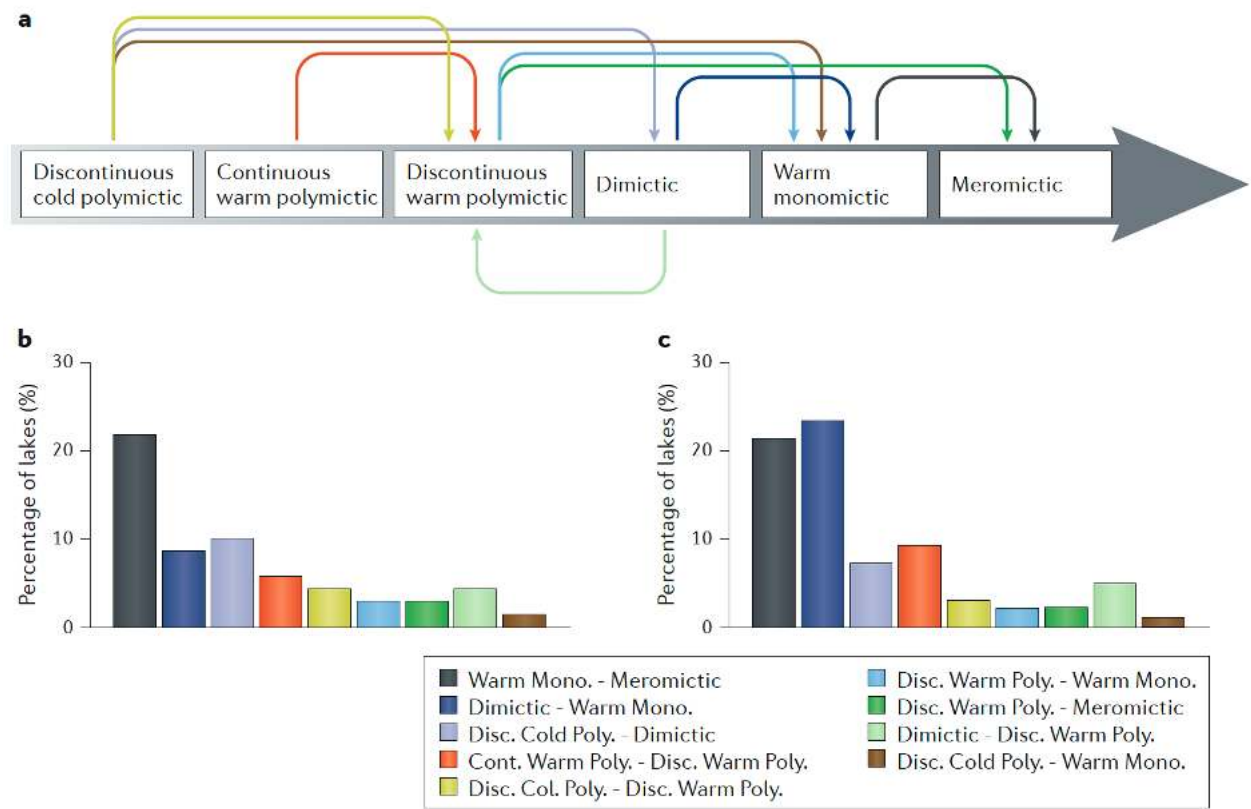 a
Discontinuous
cold polymictic
Continuous
warm polymictic
Discontinuous
warm polymictic
Dimictic
Warm
monomictic
Meromictic
b
Percentage of lakes (%)
30
20
10
0
c
Percentage of lakes (%)
30
20
10
0
Warm Mono. - Meromictic
Dimictic - Warm Mono.
Disc. Cold Poly. - Dimictic
Cont. Warm Poly. - Disc. Warm Poly.
Disc. Col. Poly. - Disc. Warm Poly.
Disc. Warm Poly. - Warm Mono.
Disc. Warm Poly. - Meromictic
Dimictic - Disc. Warm Poly.
Disc. Cold Poly. - Warm Mono.